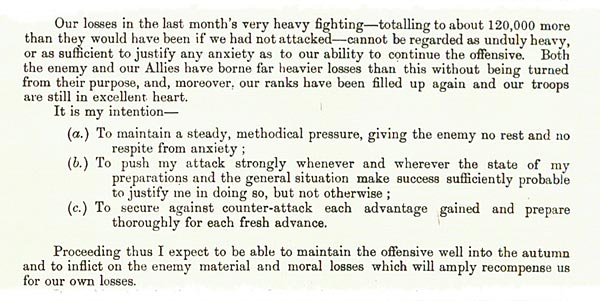 Our losses in the last month's very heavy fighting—totalling to about 120,000 more
than they would have been if we had not attacked—cannot be regarded as unduly heavy,
or as sufficient to justify any anxiety as to our ability to continue the offensive. Both
the enemy and our Allies have borne far heavier losses than this without being turned
from their purpose, and, moreover, our ranks have been filled up again and our troops
are still in excellent heart.
It is my intention—
(a.) To maintain a steady, methodical pressure, giving the enemy no rest and no
respite from anxiety ;
(b.) To push my attack strongly whenever and wherever the state of my
preparations and the general situation make success sufficiently probable
to justify me in doing so, but not otherwise ;
(c.) To secure against counter-attack each advantage gained and prepare
thoroughly for each fresh advance.
Proceeding thus I expect to be able to maintain the offensive well into the autumn
and to inflict on the enemy material and moral losses which will amply recompense us
for our own losses.